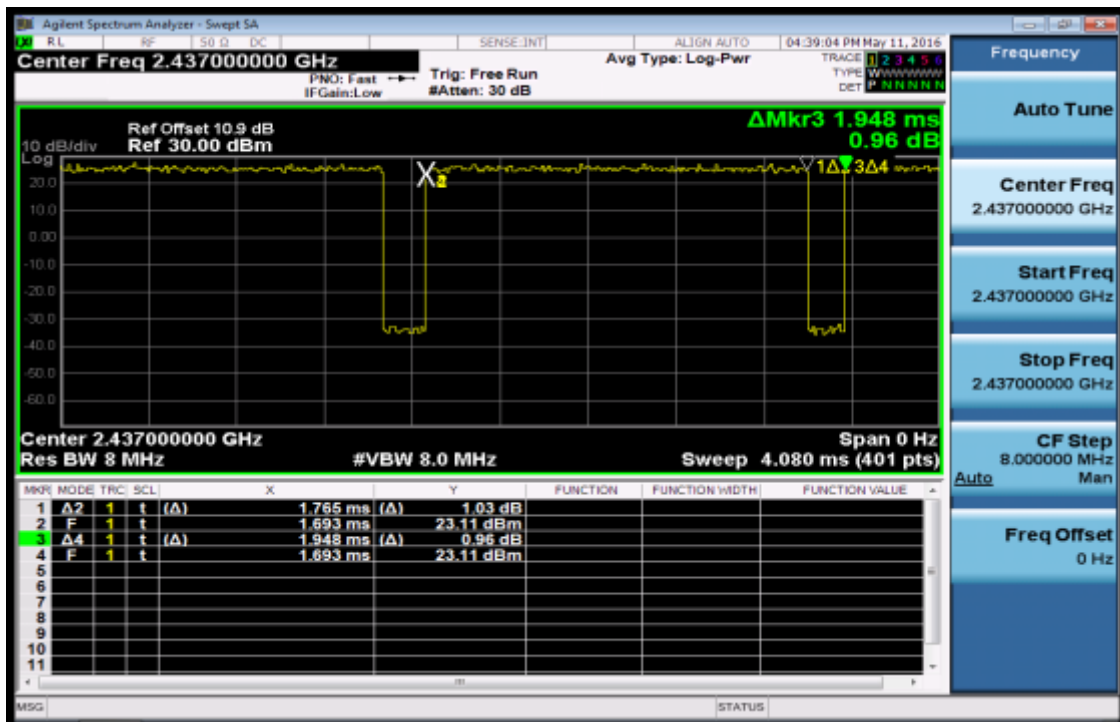 Agilent Spectrum Analyzer - Swept SA
RL RF 50 Ω DC SENSE:INT ALIGN AUTO 04:39:04 PM May 11, 2016
Center Freq 2.437000000 GHz
PNO: Fast
IFGain:Low
Trig: Free Run
#Atten: 30 dB
Avg Type: Log-Pwr
TRACE 1 2 3 4 5 6
TYPE W
DET P N N N N N
ΔMkr3 1.948 ms
0.96 dB
Ref Offset 10.9 dB
10 dB/div Ref 30.00 dBm
Log
20.0
10.0
0.00
-10.0
-20.0
-30.0
-40.0
-50.0
-60.0
1Δ2 3Δ4
Center 2.437000000 GHz Span 0 Hz
Res BW 8 MHz #VBW 8.0 MHz Sweep 4.080 ms (401 pts)
MKR MODE TRC SCL X Y FUNCTION FUNCTION WIDTH FUNCTION VALUE
1 Δ2 1 t (Δ) 1.765 ms (Δ) 1.03 dB
2 F 1 t 1.693 ms 23.11 dBm
3 Δ4 1 t (Δ) 1.948 ms (Δ) 0.96 dB
4 F 1 t 1.693 ms 23.11 dBm
5
6
7
8
9
10
11
MSG STATUS
Frequency
Auto Tune
Center Freq
2.437000000 GHz
Start Freq
2.437000000 GHz
Stop Freq
2.437000000 GHz
CF Step
8.000000 MHz
Auto Man
Freq Offset
0 Hz